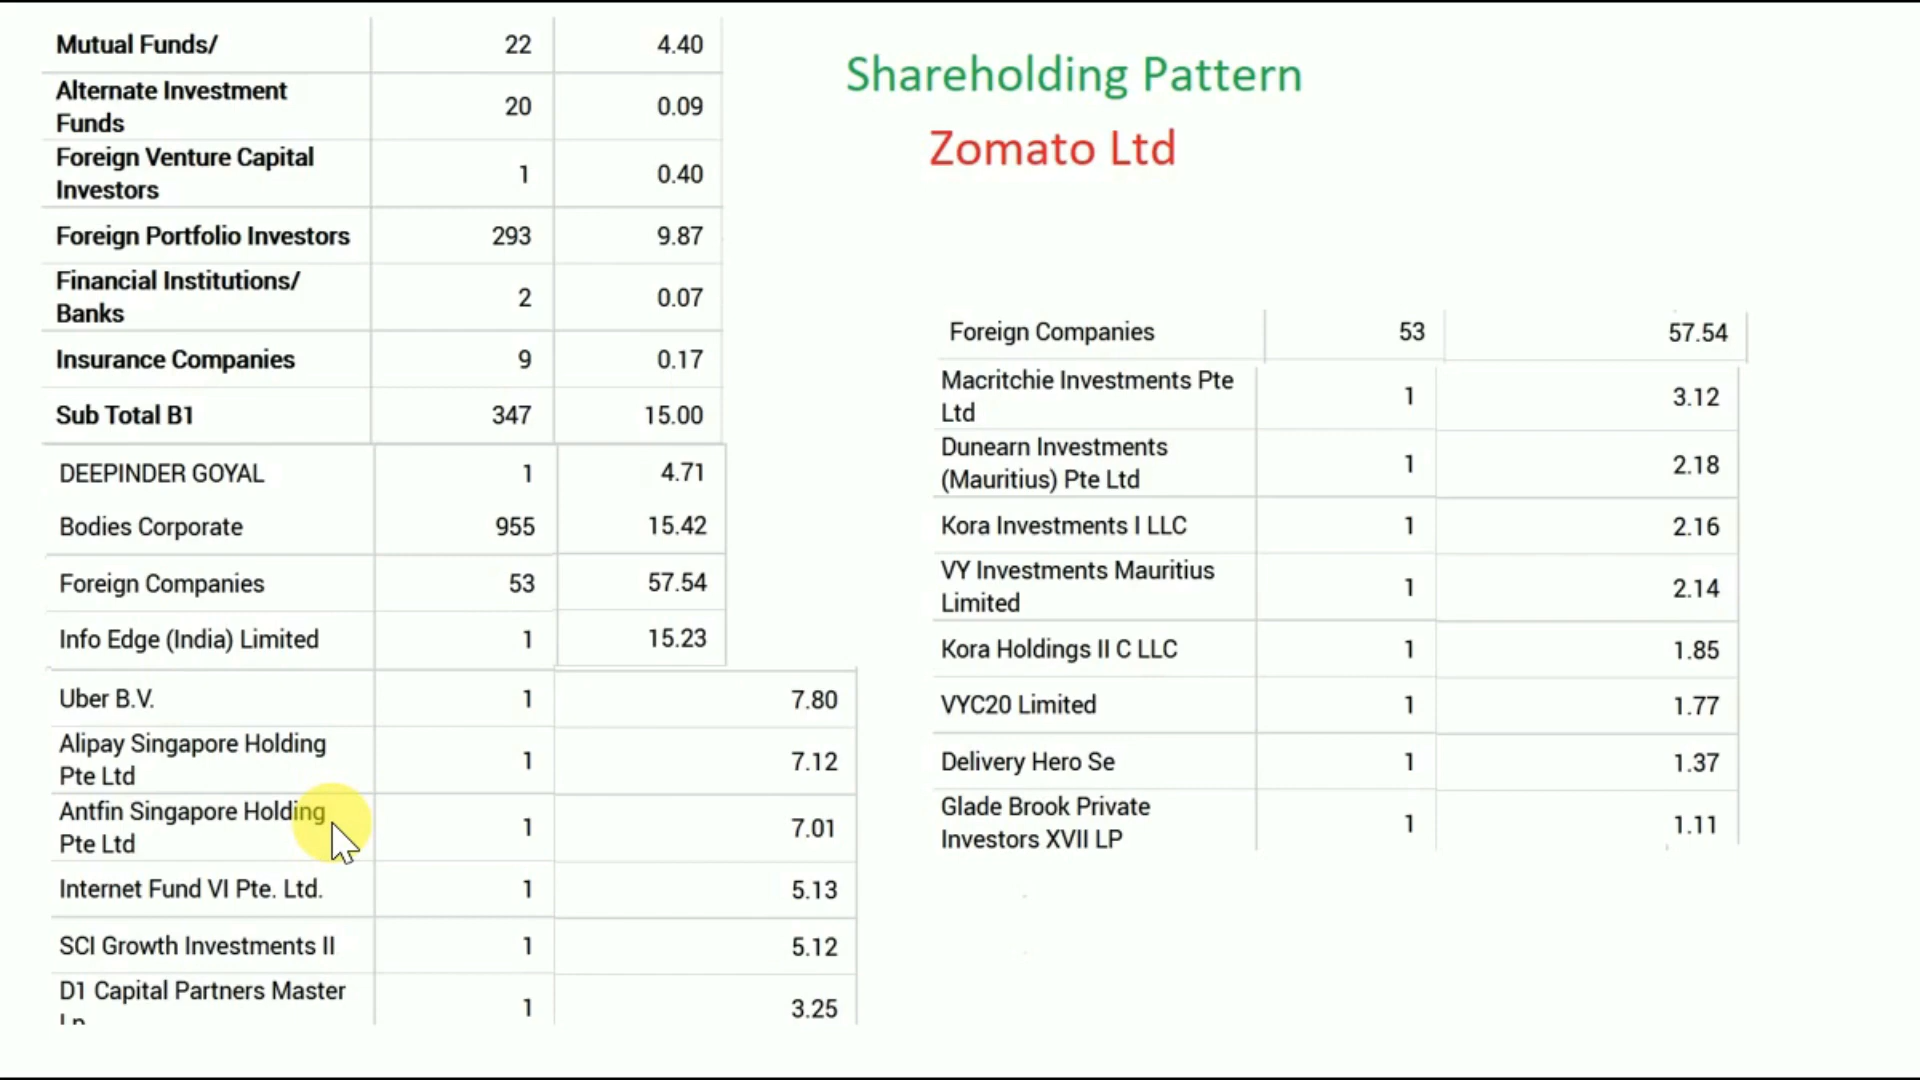 Mutual Funds/ 22 4.40
Alternate Investment
Funds 20 0.09
Foreign Venture Capital
Investors 1 0.40
Foreign Portfolio Investors 293 9.87
Financial Institutions/
Banks 2 0.07
Insurance Companies 9 0.17
Sub Total B1 347 15.00
DEEPINDER GOYAL 1 4.71
Bodies Corporate 955 15.42
Foreign Companies 53 57.54
Info Edge (India) Limited 1 15.23
Uber B.V. 1 7.80
Alipay Singapore Holding
Pte Ltd 1 7.12
Antfin Singapore Holding
Pte Ltd 1 7.01
Internet Fund VI Pte. Ltd. 1 5.13
SCI Growth Investments II 1 5.12
D1 Capital Partners Master 1 3.25
Shareholding Pattern
Zomato Ltd
Foreign Companies 53 57.54
Macritchie Investments Pte
Ltd 1 3.12
Dunearn Investments
(Mauritius) Pte Ltd 1 2.18
Kora Investments I LLC 1 2.16
VY Investments Mauritius
Limited 1 2.14
Kora Holdings II C LLC 1 1.85
VYC20 Limited 1 1.77
Delivery Hero Se 1 1.37
Glade Brook Private
Investors XVII LP 1 1.11